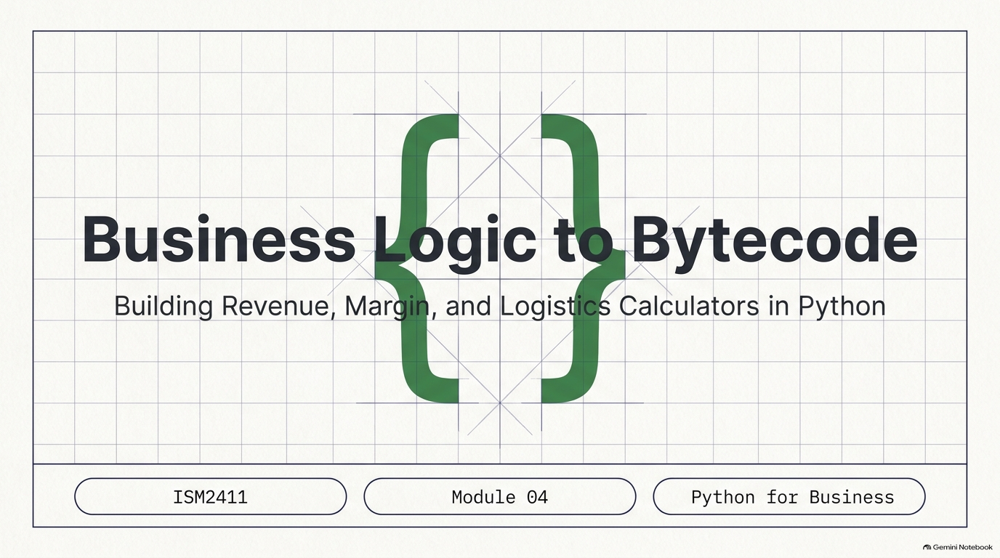 Business Logic to Bytecode
Building Revenue, Margin, and Logistics Calculators in Python
ISM2411
Module 04
Python for Business
Gemini Notebook